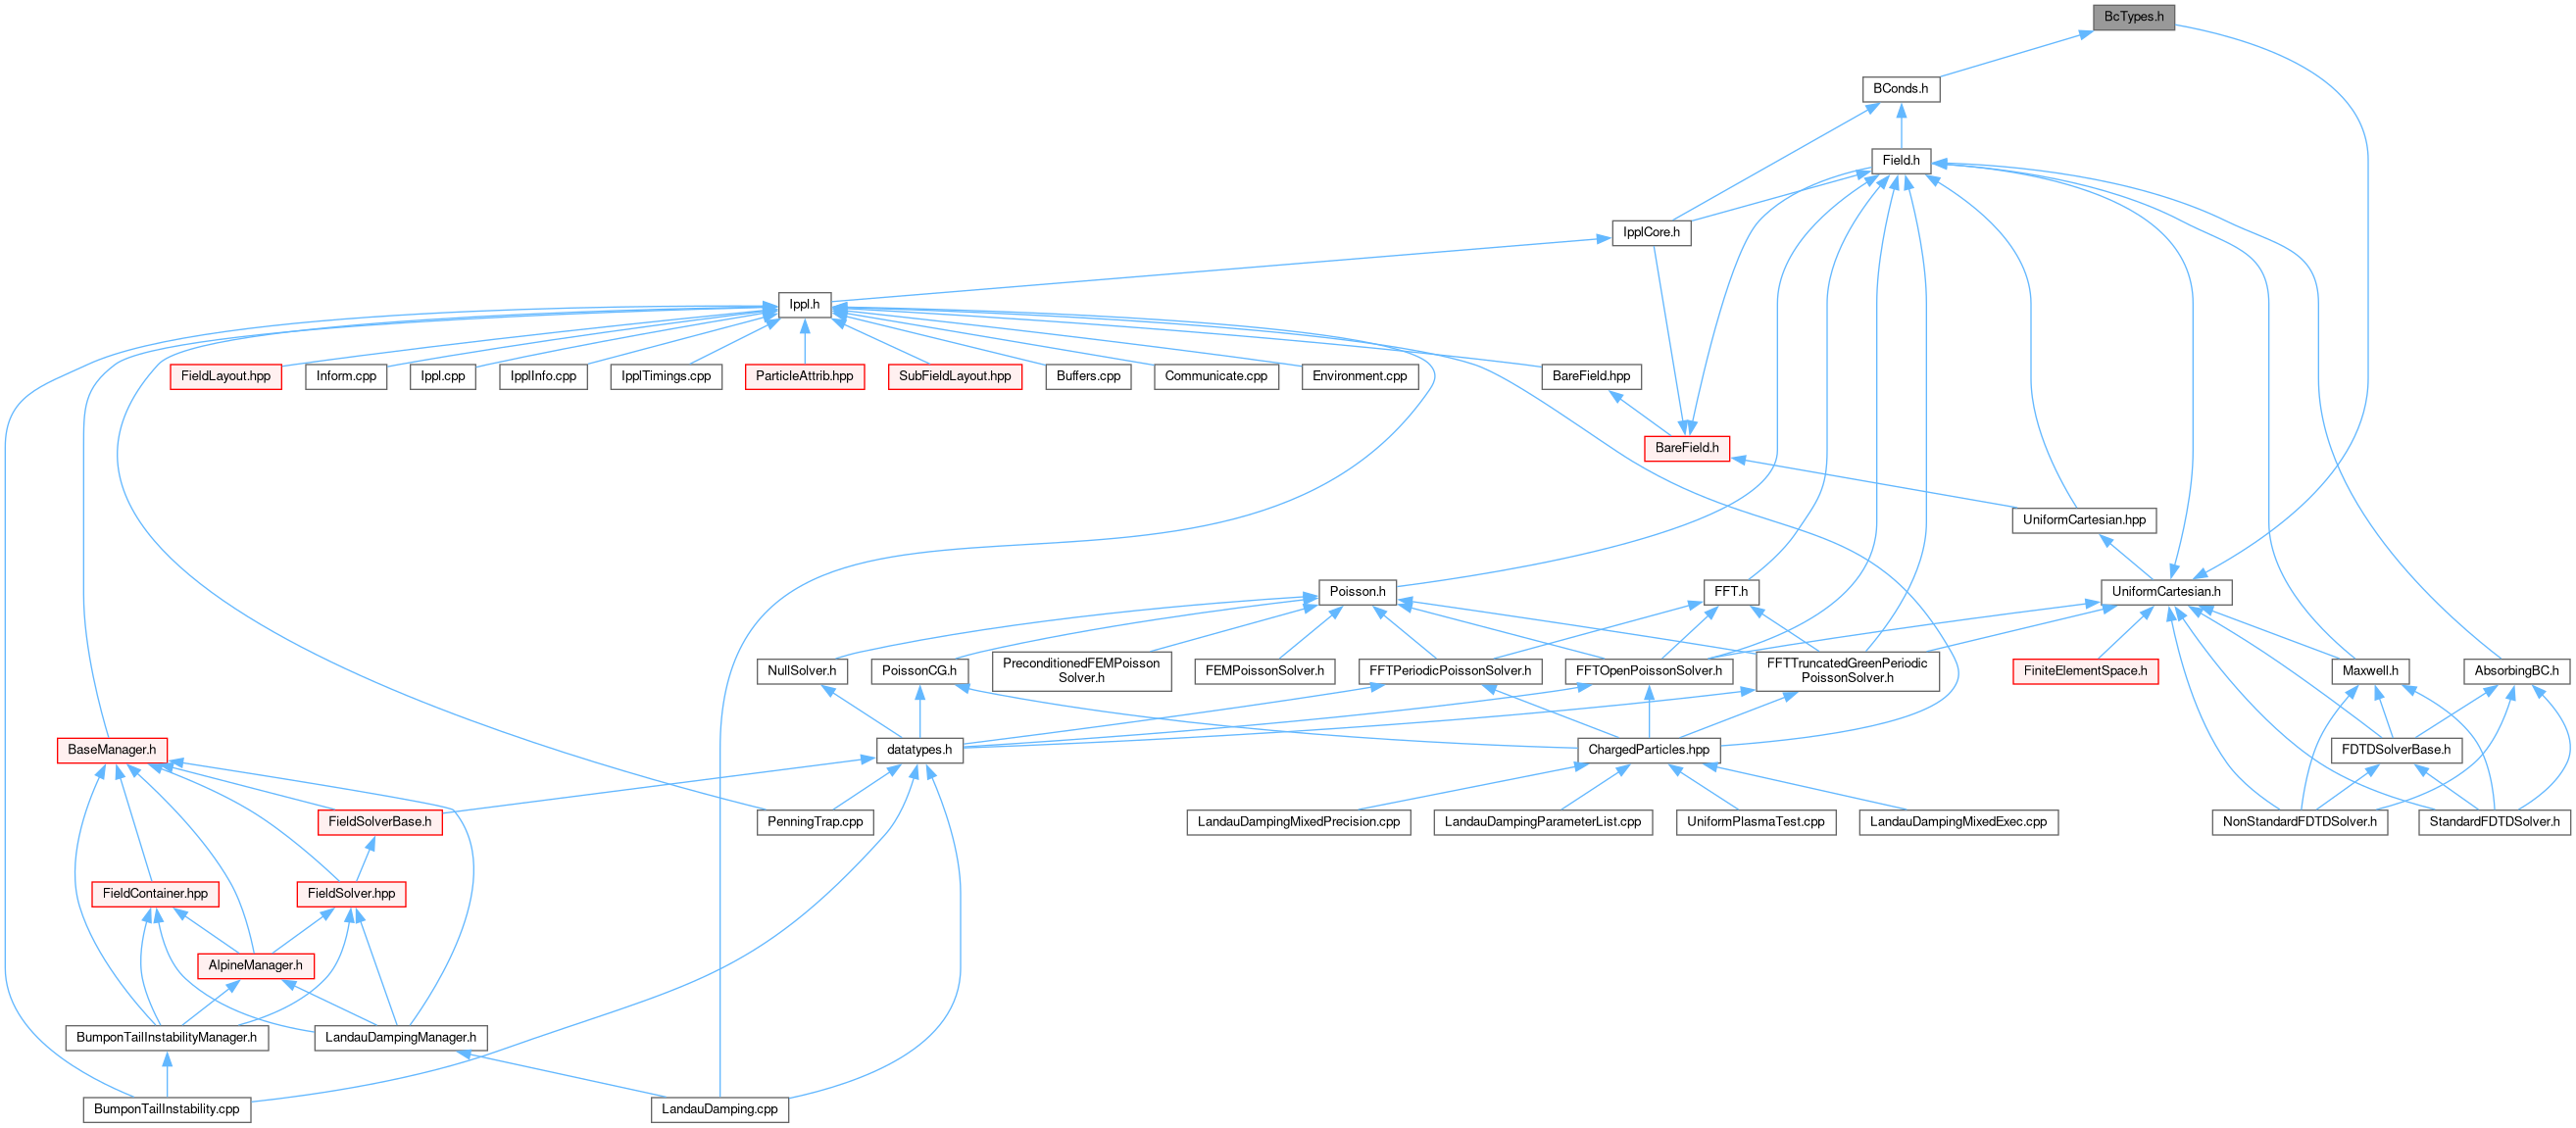 BcTypes.h
BConds.h
Field.h
IpplCore.h
Ippl.h
FieldLayout.hpp
Inform.cpp
Ippl.cpp
IpplInfo.cpp
IpplTimings.cpp
ParticleAttrib.hpp
SubFieldLayout.hpp
Buffers.cpp
Communicate.cpp
Environment.cpp
BareField.hpp
BareField.h
UniformCartesian.hpp
Poisson.h
FFT.h
UniformCartesian.h
NullSolver.h
PoissonCG.h
PreconditionedFEMPoisson
Solver.h
FEMPoissonSolver.h
FFTPeriodicPoissonSolver.h
FFTOpenPoissonSolver.h
FFTTruncatedGreenPeriodic
PoissonSolver.h
FiniteElementSpace.h
Maxwell.h
AbsorbingBC.h
BaseManager.h
datatypes.h
ChargedParticles.hpp
FDTDSolverBase.h
FieldSolverBase.h
PenningTrap.cpp
LandauDampingMixedPrecision.cpp
LandauDampingParameterList.cpp
UniformPlasmaTest.cpp
LandauDampingMixedExec.cpp
NonStandardFDTDSolver.h
StandardFDTDSolver.h
FieldContainer.hpp
FieldSolver.hpp
AlpineManager.h
BumponTailInstabilityManager.h
LandauDampingManager.h
BumponTailInstability.cpp
LandauDamping.cpp